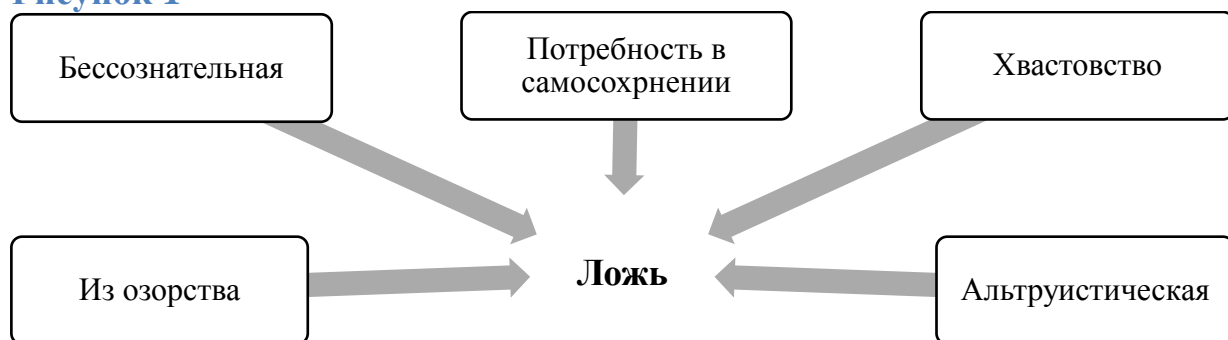 Рисунок 1
Бессознательная
Потребность в
самосохрнении
Хвастовство
Ложь
Из озорства
Альтруистическая